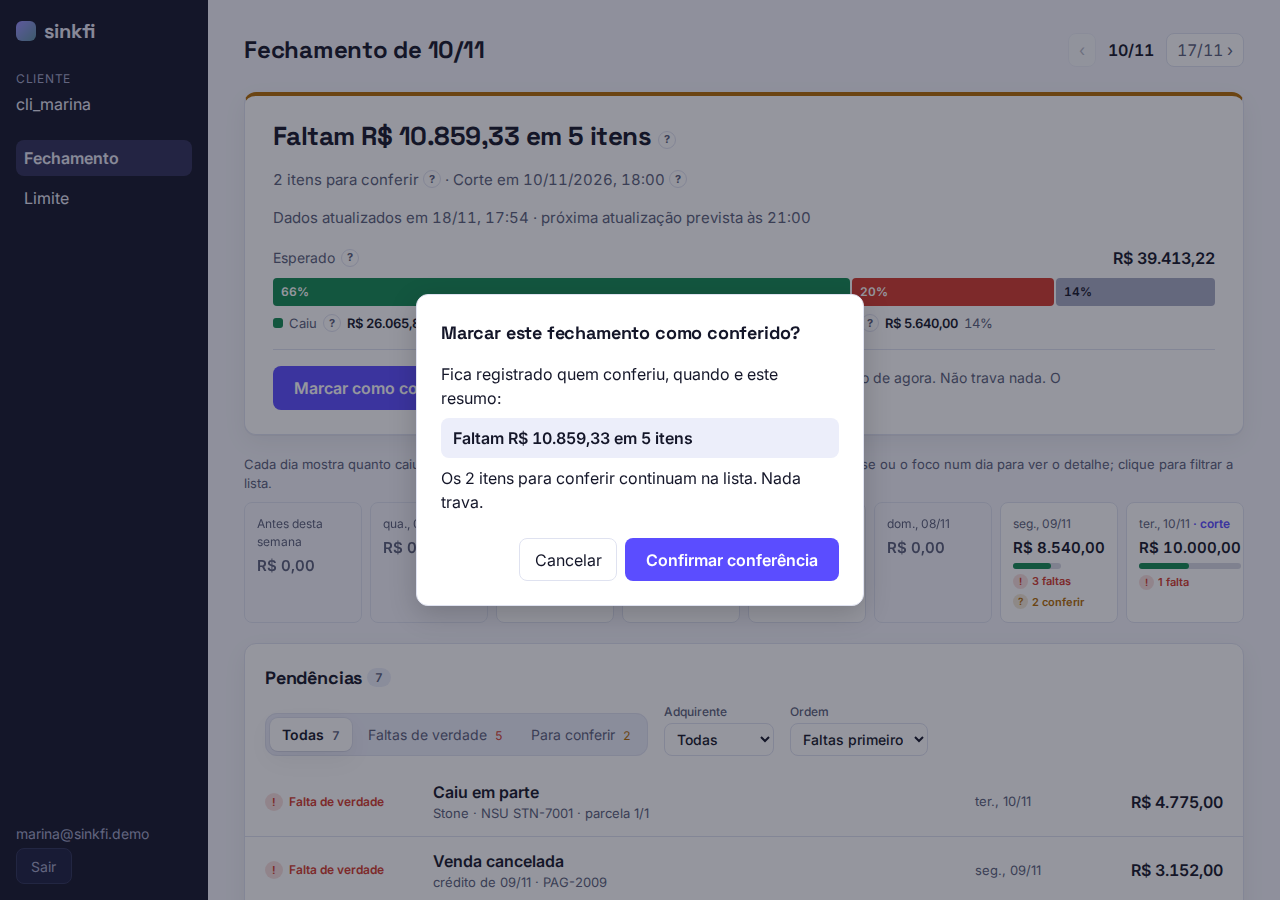 sinkfi
CLIENTE
cli_marina
Fechamento
Limite
marina@sinkfi.demo
Sair
Fechamento de 10/11
‹ 10/11 17/11 ›
Faltam R$ 10.859,33 em 5 itens ?
2 itens para conferir ? · Corte em 10/11/2026, 18:00 ?
Dados atualizados em 18/11, 17:54 · próxima atualização prevista às 21:00
Esperado ? R$ 39.413,22
66% 20% 14%
Caiu ? R$ 26.065,8 ? R$ 5.640,00 14%
Marcar como co de agora. Não trava nada. O
Marcar este fechamento como conferido?
Fica registrado quem conferiu, quando e este
resumo:
Faltam R$ 10.859,33 em 5 itens
Os 2 itens para conferir continuam na lista. Nada
trava.
Cancelar Confirmar conferência
Cada dia mostra quanto caiu se ou o foco num dia para ver o detalhe; clique para filtrar a
lista.
Antes desta
semana
R$ 0,00
qua.,
R$ 0
dom., 08/11
R$ 0,00
seg., 09/11
R$ 8.540,00
! 3 faltas
? 2 conferir
ter., 10/11 · corte
R$ 10.000,00
! 1 falta
Pendências 7
Todas 7 Faltas de verdade 5 Para conferir 2
Adquirente
Todas
Ordem
Faltas primeiro
! Falta de verdade
Caiu em parte
Stone · NSU STN-7001 · parcela 1/1
ter., 10/11
R$ 4.775,00
! Falta de verdade
Venda cancelada
crédito de 09/11 · PAG-2009
seg., 09/11
R$ 3.152,00